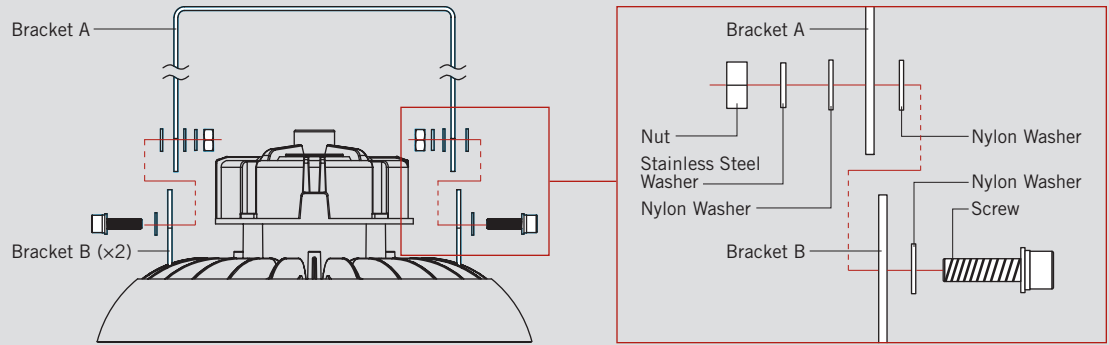 Bracket A
Bracket B (×2)
Bracket A
Nut
Stainless Steel
Washer
Nylon Washer
Nylon Washer
Nylon Washer
Screw
Bracket B